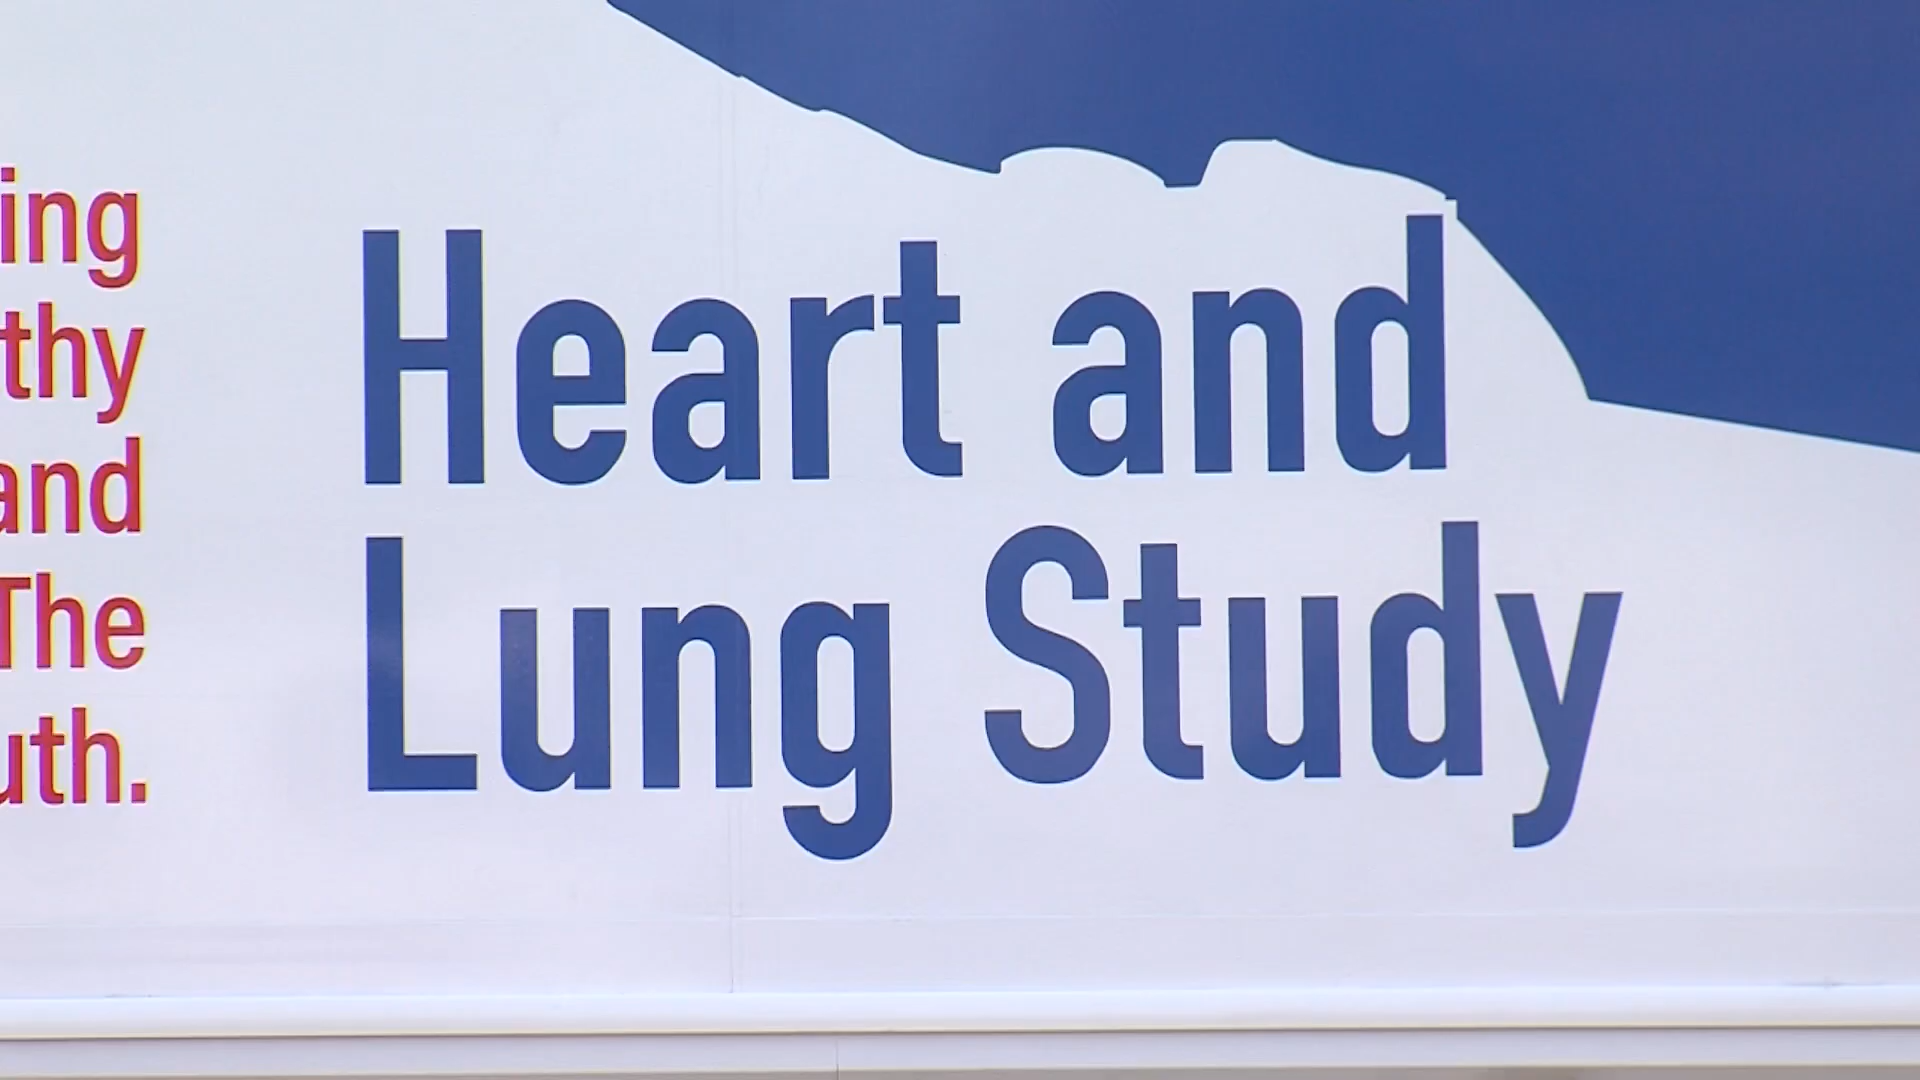 ing
thy
and
The
uth.
Heart and
Lung Study